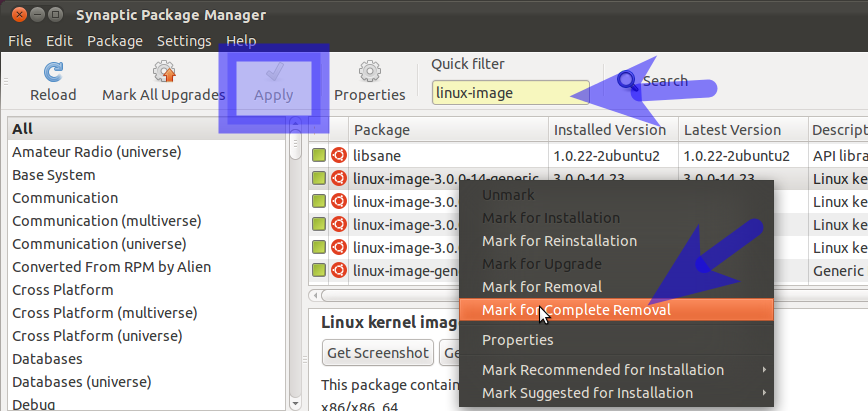 Synaptic Package Manager
File Edit Package Settings Help
Reload
Mark All Upgrades
Apply
Properties
Quick filter
linux-image
Search
All
Amateur Radio (universe)
Base System
Communication
Communication (multiverse)
Communication (universe)
Converted From RPM by Alien
Cross Platform
Cross Platform (multiverse)
Cross Platform (universe)
Databases
Databases (universe)
Debug
Package Installed Version Latest Version Descript
libsane 1.0.22-2ubuntu2 1.0.22-2ubuntu2 API libra
linux-image-3.0.0-14-generic 3.0.0-14.23 3.0.0-14.23 Linux ke
linux-image-3.0. Linux ke
linux-image-3.0. Linux ke
linux-image-3.0. Linux ke
linux-image-gen Generic
Unmark
Mark for Installation
Mark for Reinstallation
Mark for Upgrade
Mark for Removal
Mark for Complete Removal
Properties
Mark Recommended for Installation
Mark Suggested for Installation
Linux kernel imag
Get Screenshot
Ge
This package contain
x86/x86_64